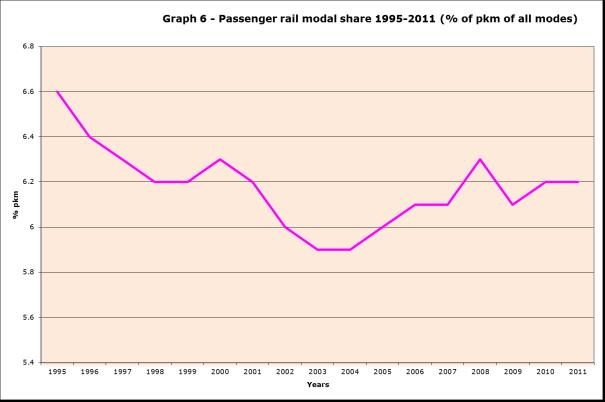 Graph 6 - Passenger rail modal share 1995-2011 (% of pkm of all modes)
6.8
6.6
6.4
6.2
6
5.8
5.6
5.4
% pkm
1995 1996 1997 1998 1999 2000 2001 2002 2003 2004 2005 2006 2007 2008 2009 2010 2011
Years